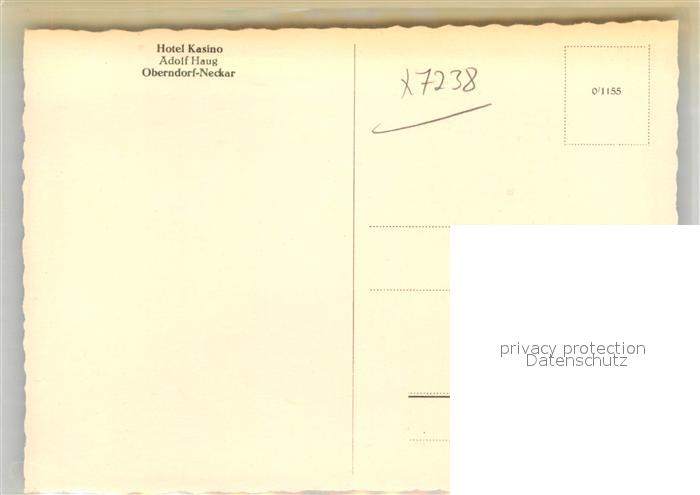 Hotel Kasino
Adolf Haug
Oberndorf-Neckar
x7238
0/1155
privacy protection
Datenschutz